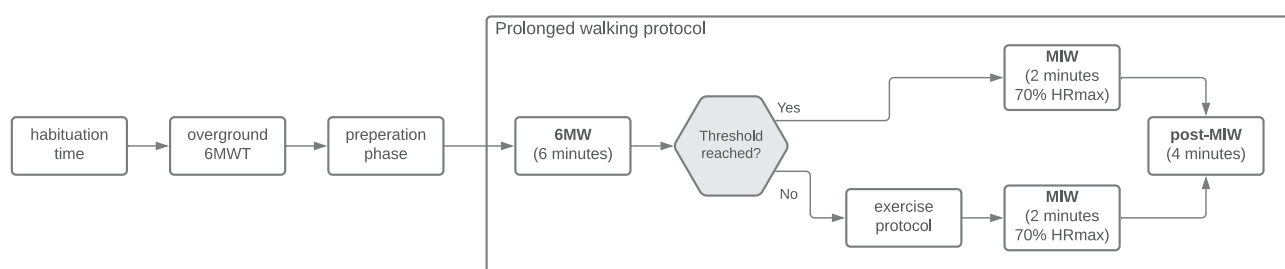 Prolonged walking protocol
habituation
time
overground
6MWT
preperation
phase
6MW
(6 minutes)
Threshold
reached?
Yes
No
MIW
(2 minutes
70% HRmax)
exercise
protocol
MIW
(2 minutes
70% HRmax)
post-MIW
(4 minutes)